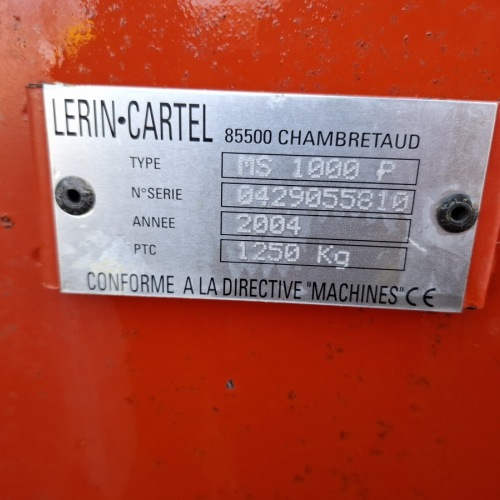 LERIN•CARTEL 85500 CHAMBRETAUD
TYPE MS 1000 P
N°SERIE 0429055810
ANNEE 2004
PTC 1250 Kg
CONFORME A LA DIRECTIVE "MACHINES" CE